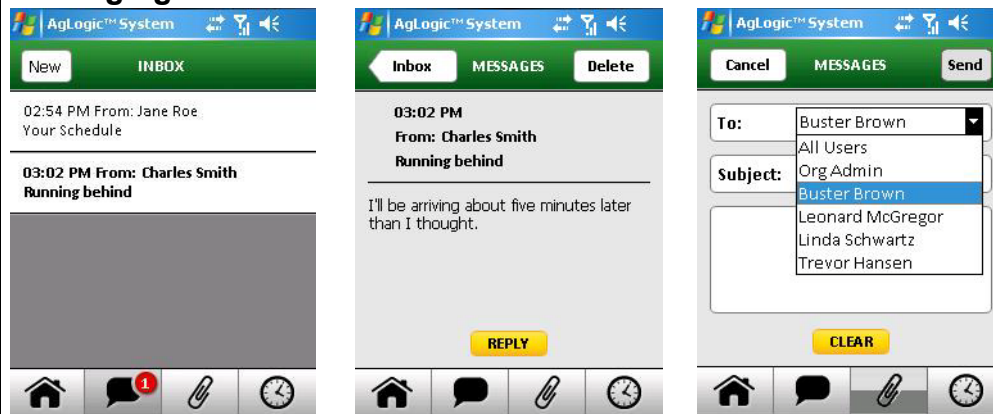 AgLogic™ System
New
INBOX
02:54 PM From: Jane Roe
Your Schedule
03:02 PM From: Charles Smith
Running behind
1
AgLogic™ System
Inbox
MESSAGES
Delete
03:02 PM
From: Charles Smith
Running behind
I'll be arriving about five minutes later
than I thought.
REPLY
AgLogic™ System
Cancel
MESSAGES
Send
To:
Buster Brown
All Users
Org Admin
Subject:
Buster Brown
Leonard McGregor
Linda Schwartz
Trevor Hansen
CLEAR